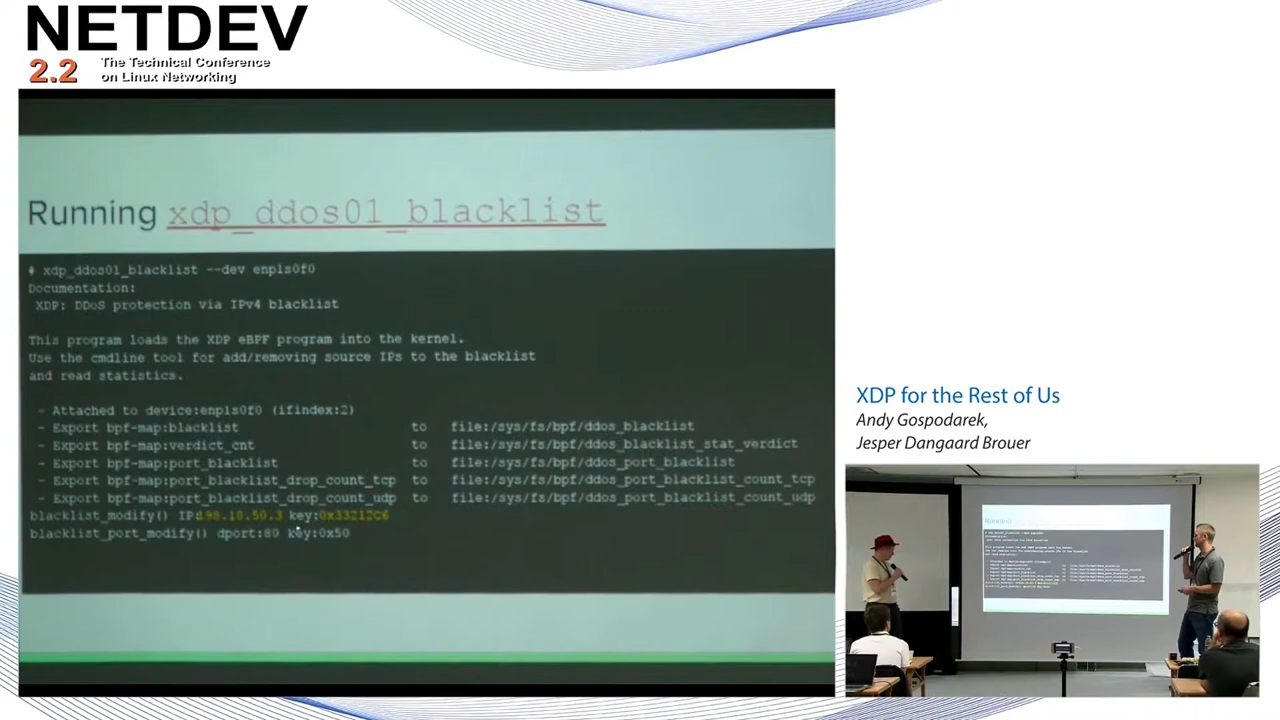 NETDEV
2.2 The Technical Conference
on Linux Networking
Running xdp_ddos01_blacklist
# xdp_ddos01_blacklist --dev enp1s0f0
Documentation:
XDP: DDoS protection via IPv4 blacklist
This program loads the XDP eBPF program into the kernel.
Use the cmdline tool for add/removing source IPs to the blacklist
and read statistics.
- Attached to device:enp1s0f0 (ifindex:2)
- Export bpf-map:blacklist to file:/sys/fs/bpf/ddos_blacklist
- Export bpf-map:verdict_cnt to file:/sys/fs/bpf/ddos_blacklist_stat_verdict
- Export bpf-map:port_blacklist to file:/sys/fs/bpf/ddos_port_blacklist
- Export bpf-map:port_blacklist_drop_count_tcp to file:/sys/fs/bpf/ddos_port_blacklist_count_tcp
- Export bpf-map:port_blacklist_drop_count_udp to file:/sys/fs/bpf/ddos_port_blacklist_count_udp
blacklist_modify() IP:198.18.50.3 key:0x33212C6
blacklist_port_modify() dport:80 key:0x50
XDP for the Rest of Us
Andy Gospodarek,
Jesper Dangaard Brouer
Running